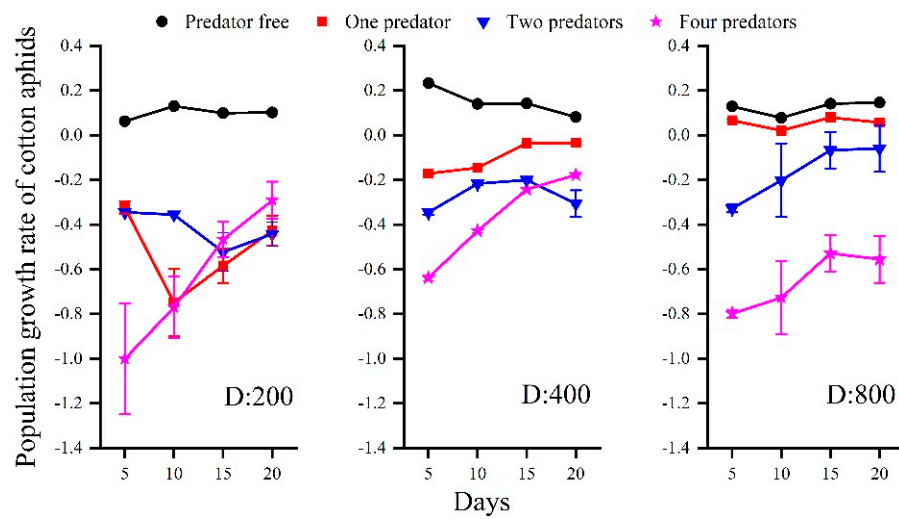 Predator free One predator Two predators Four predators
Population growth rate of cotton aphids
0.4 0.4 0.4
0.2 0.2 0.2
0.0 0.0 0.0
-0.2 -0.2 -0.2
-0.4 -0.4 -0.4
-0.6 -0.6 -0.6
-0.8 -0.8 -0.8
-1.0 -1.0 -1.0
-1.2 -1.2 -1.2
D:200 D:400 D:800
-1.4 -1.4 -1.4
5 10 15 20 5 10 15 20 5 10 15 20
Days